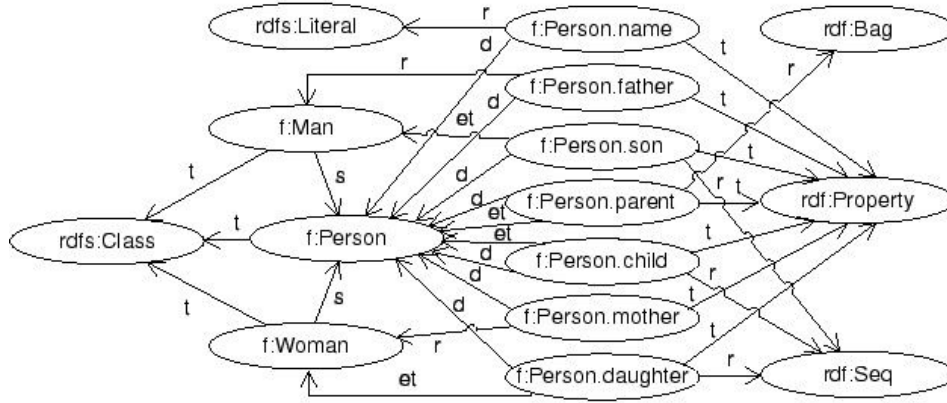 rdfs:Literal
r
f:Person.name
rdf:Bag
d
t
r
f:Person.father
r
d
f:Man
et
f:Person.son
t
t
s
d
d
f:Person.parent
t
rdf:Property
et
rdfs:Class
t
f:Person
et
f:Person.child
t
d
r
s
d
f:Person.mother
t
t
f:Woman
r
d
t
et
f:Person.daughter
r
rdf:Seq